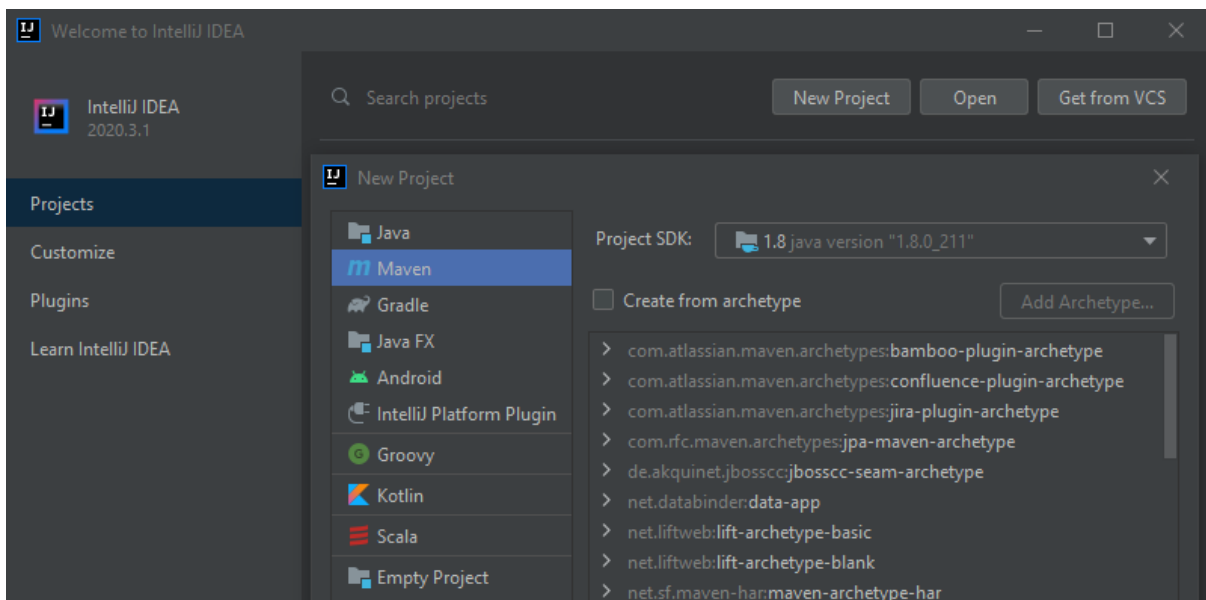 Welcome to IntelliJ IDEA
IntelliJ IDEA
2020.3.1
Search projects
New Project
Open
Get from VCS
Projects
Customize
Plugins
Learn IntelliJ IDEA
New Project
Java
Maven
Gradle
Java FX
Android
IntelliJ Platform Plugin
Groovy
Kotlin
Scala
Empty Project
Project SDK: 1.8 java version "1.8.0_211"
Create from archetype
Add Archetype...
com.atlassian.maven.archetypes:bamboo-plugin-archetype
com.atlassian.maven.archetypes:confluence-plugin-archetype
com.atlassian.maven.archetypes:jira-plugin-archetype
com.rfc.maven.archetypes:jpa-maven-archetype
de.akquinet.jbosscc:jbosscc-seam-archetype
net.databinder:data-app
net.liftweb:lift-archetype-basic
net.liftweb:lift-archetype-blank
net.sf.maven-har:maven-archetype-har